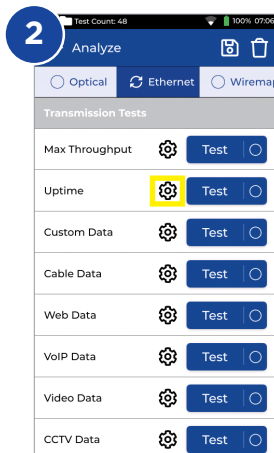 2
Test Count: 48
100% 07:06
Analyze
Optical
Ethernet
Wiremap
Transmission Tests
Max Throughput
Test
Uptime
Test
Custom Data
Test
Cable Data
Test
Web Data
Test
VoIP Data
Test
Video Data
Test
CCTV Data
Test